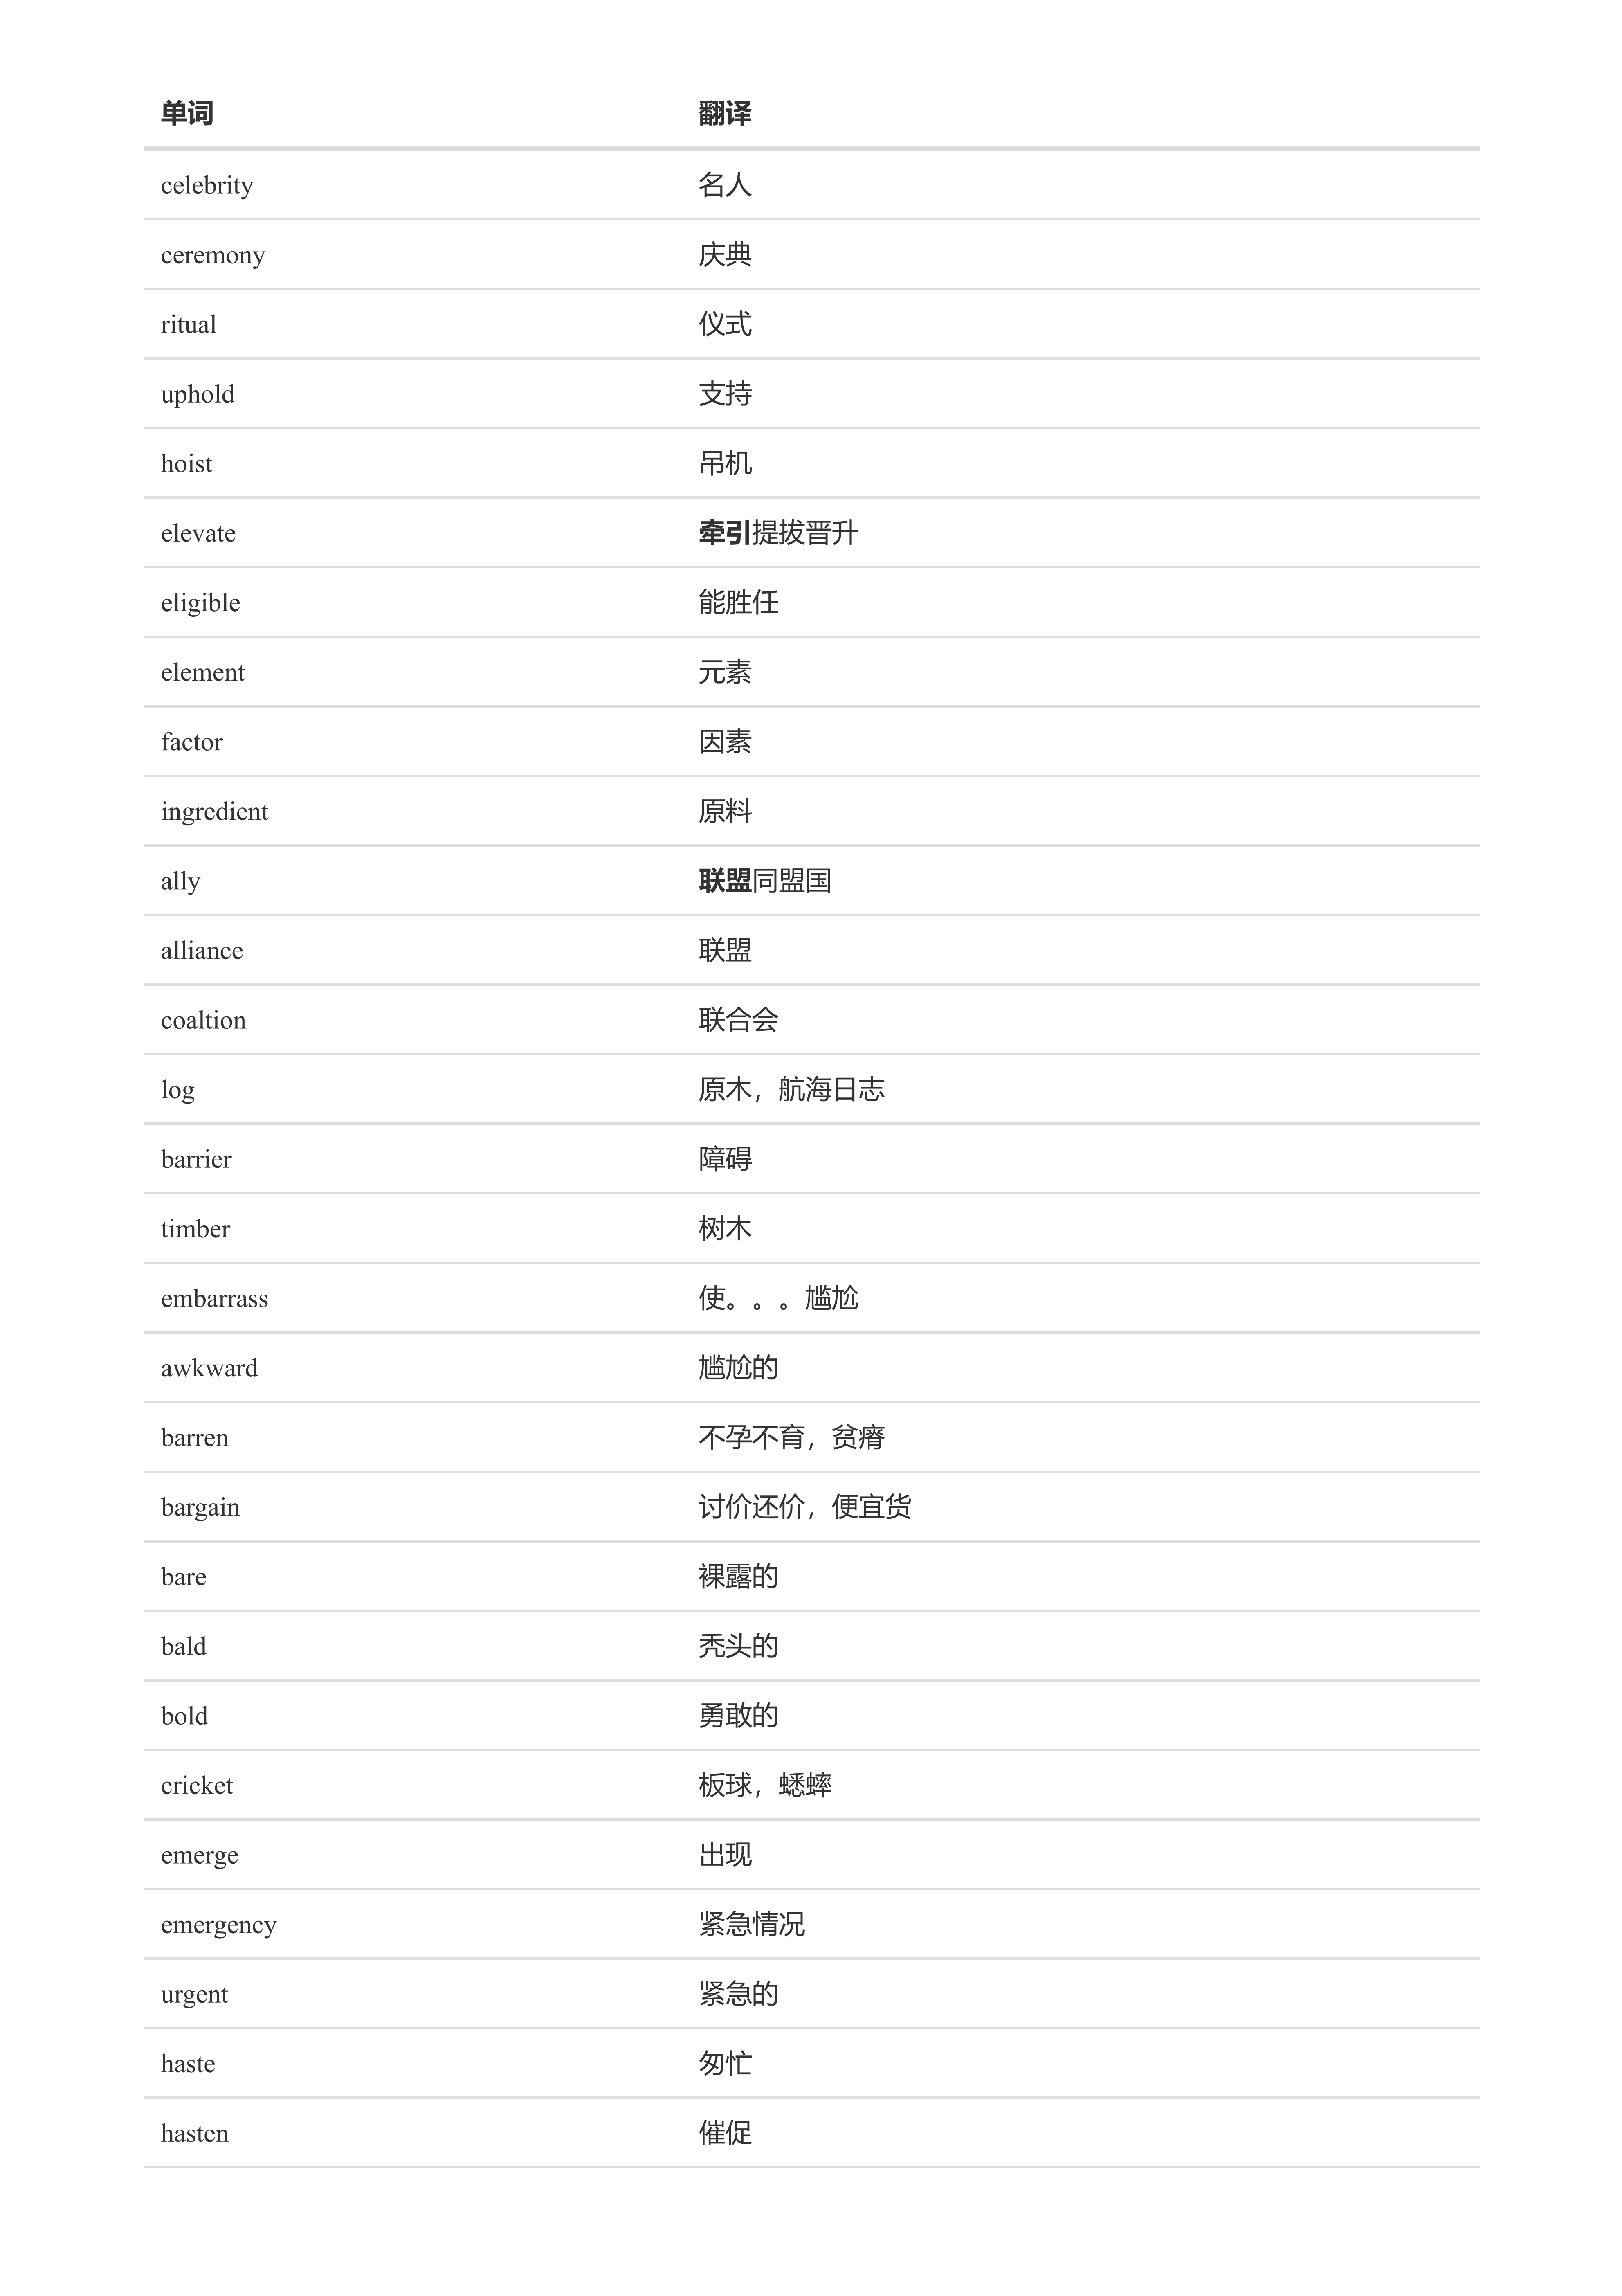 单词 翻译
celebrity 名人
ceremony 庆典
ritual 仪式
uphold 支持
hoist 吊机
elevate 牵引提拔晋升
eligible 能胜任
element 元素
factor 因素
ingredient 原料
ally 联盟同盟国
alliance 联盟
coaltion 联合会
log 原木，航海日志
barrier 障碍
timber 树木
embarrass 使。。。尴尬
awkward 尴尬的
barren 不孕不育，贫瘠
bargain 讨价还价，便宜货
bare 裸露的
bald 秃头的
bold 勇敢的
cricket 板球，蟋蟀
emerge 出现
emergency 紧急情况
urgent 紧急的
haste 匆忙
hasten 催促